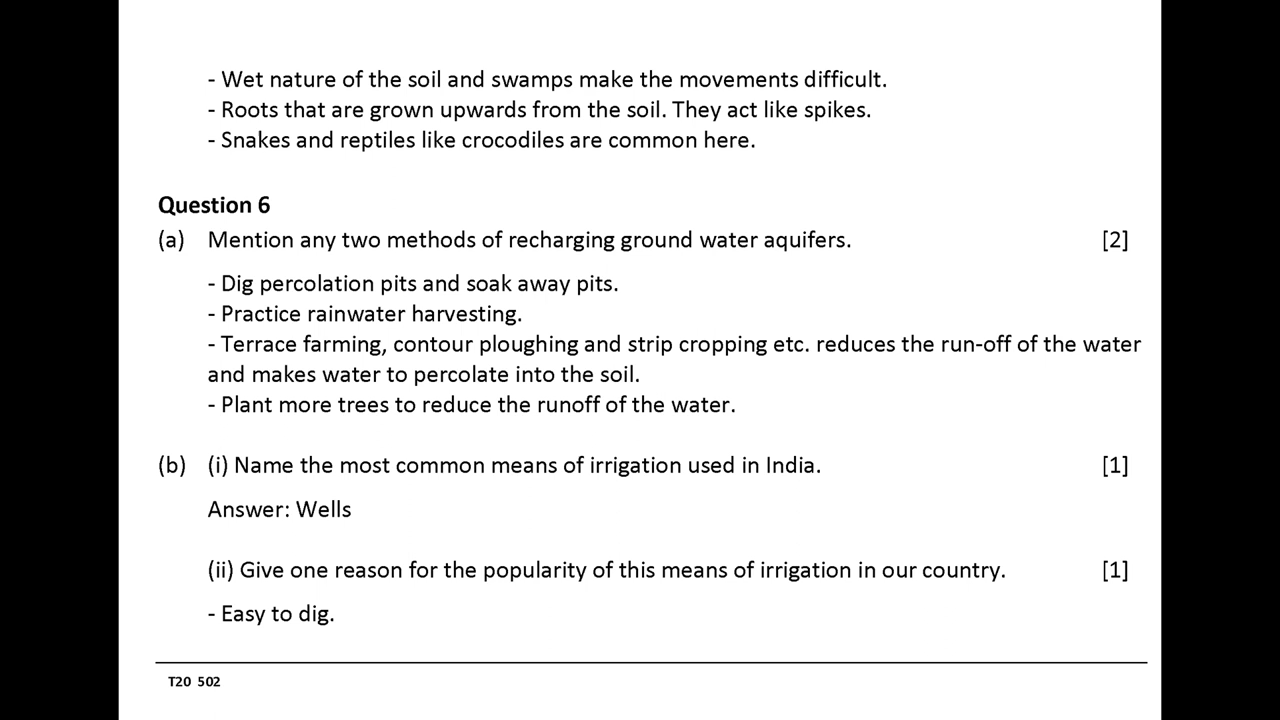 - Wet nature of the soil and swamps make the movements difficult.
- Roots that are grown upwards from the soil. They act like spikes.
- Snakes and reptiles like crocodiles are common here.
Question 6
(a) Mention any two methods of recharging ground water aquifers. [2]
- Dig percolation pits and soak away pits.
- Practice rainwater harvesting.
- Terrace farming, contour ploughing and strip cropping etc. reduces the run-off of the water
and makes water to percolate into the soil.
- Plant more trees to reduce the runoff of the water.
(b) (i) Name the most common means of irrigation used in India. [1]
Answer: Wells
(ii) Give one reason for the popularity of this means of irrigation in our country. [1]
- Easy to dig.
T20 502